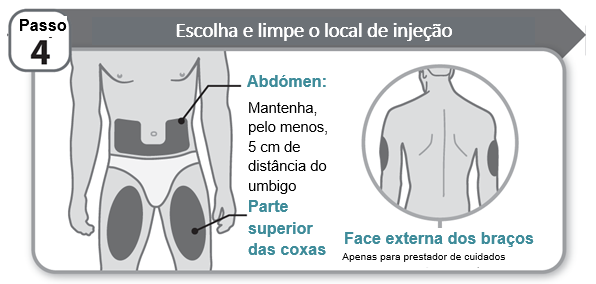 Passo
4
Escolha e limpe o local de injeção
Abdómen:
Mantenha,
pelo menos,
5 cm de
distância do
umbigo
Parte
superior
das coxas
Face externa dos braços
Apenas para prestador de cuidados